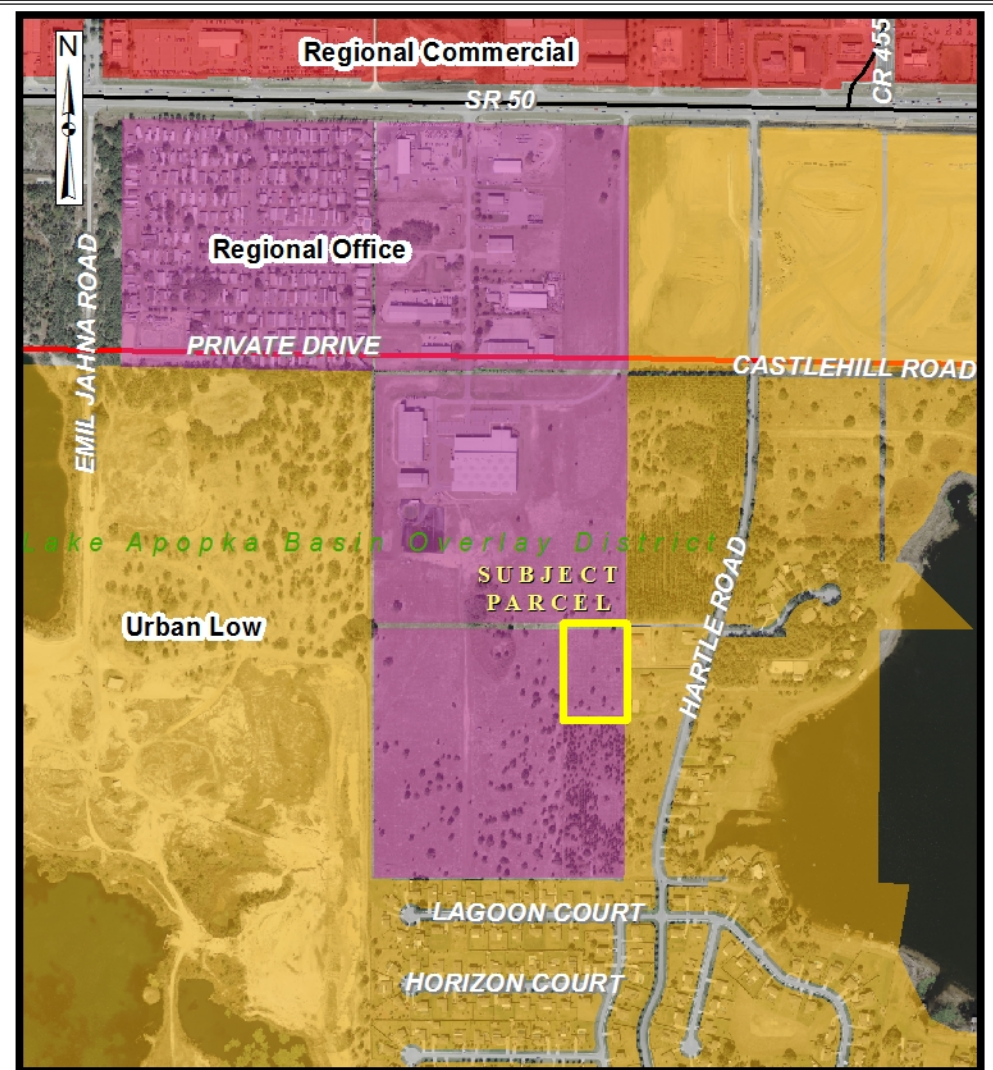 N
Regional Commercial
CR 455
SR 50
EMIL JAHNA ROAD
Regional Office
PRIVATE DRIVE
CASTLEHILL ROAD
Lake Apopka Basin Overlay District
SUBJECT
PARCEL
HARTLE ROAD
Urban Low
LAGOON COURT
HORIZON COURT